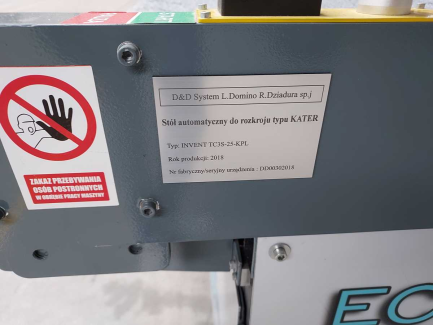 D&D System L.Domino R.Dziadura sp.j
Stół automatyczny do rozkroju typu KATER
Typ: INVENT TC3S-25-KPL
Rok produkcji: 2018
Nr fabryczny/seryjny urządzenia : DD00302018
ZAKAZ PRZEBYWANIA
OSÓB POSTRONNYCH
W OBRĘBIE PRACY MASZYNY
EC